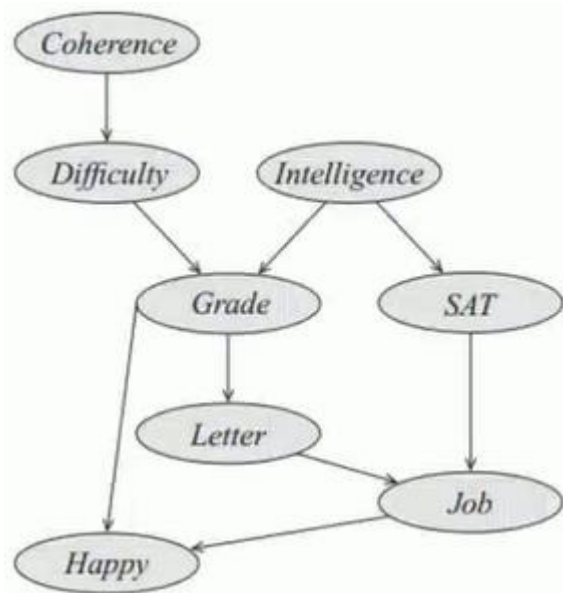 Coherence
Difficulty
Intelligence
Grade
SAT
Letter
Job
Happy